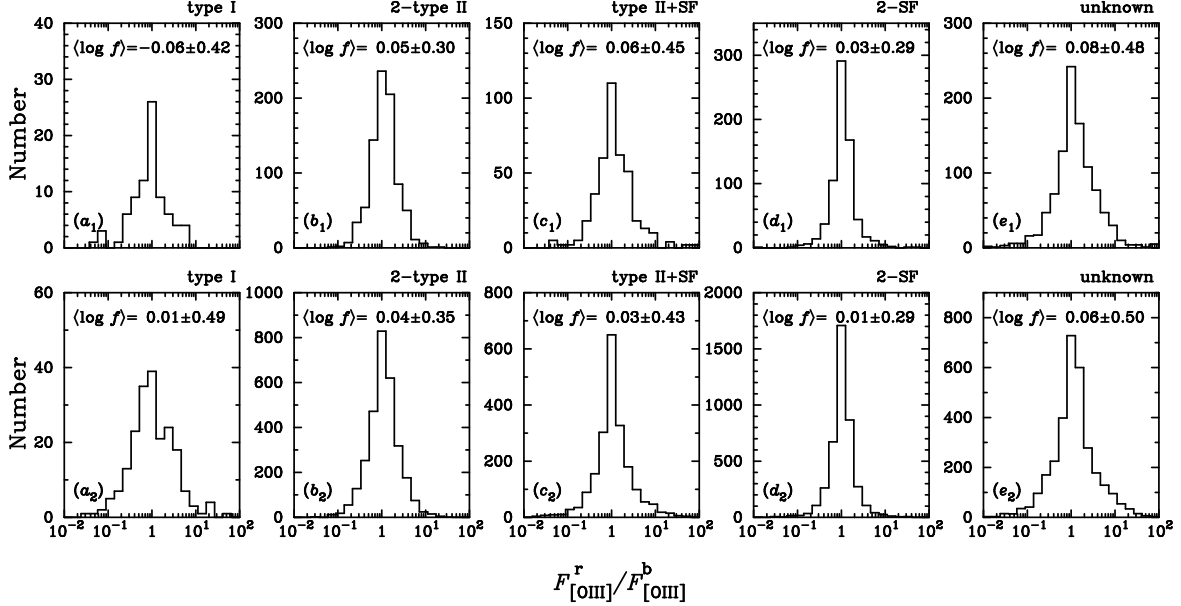 type I 2−type II type II+SF 2−SF unknown
40 300 150 300 300
⟨log f⟩=−0.06±0.42 ⟨log f⟩= 0.05±0.30 ⟨log f⟩= 0.06±0.45 ⟨log f⟩= 0.03±0.29 ⟨log f⟩= 0.08±0.48
30 200 100 200 200
Number
20
10 100 50 100 100
(a₁) (b₁) (c₁) (d₁) (e₁)
0 0 0 0 0
type I 2−type II type II+SF 2−SF unknown
60 1000 800 2000
⟨log f⟩= 0.01±0.49 ⟨log f⟩= 0.04±0.35 ⟨log f⟩= 0.03±0.43 ⟨log f⟩= 0.01±0.29 ⟨log f⟩= 0.06±0.50
800
800 600 1500
40 600
Number
600 400 1000
400 400
20 200 500
200 200
(a₂) (b₂) (c₂) (d₂) (e₂)
0 0 0 0 0
10⁻² 10⁻¹ 1 10 10² 10⁻¹ 1 10 10² 10⁻¹ 1 10 10² 10⁻¹ 1 10 10⁻² 10⁻¹ 1 10 10²
F^r_[OIII]/F^b_[OIII]